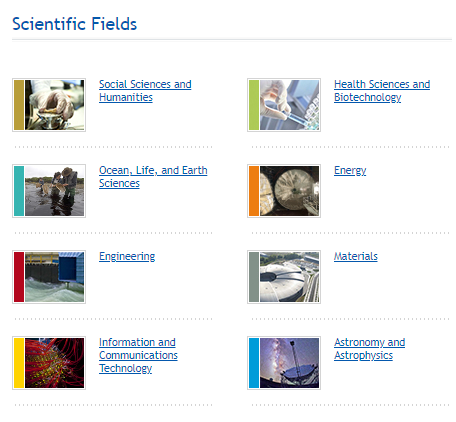 Scientific Fields
Social Sciences and
Humanities
Health Sciences and
Biotechnology
Ocean, Life, and Earth
Sciences
Energy
Engineering
Materials
Information and
Communications
Technology
Astronomy and
Astrophysics